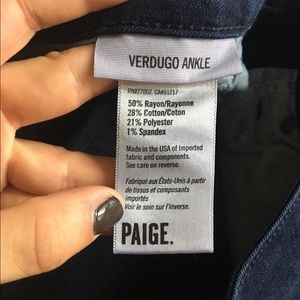 VERDUGO ANKLE
RN#27002 CA#51217
50% Rayon/Rayonne
28% Cotton/Coton
21% Polyester
1% Spandex
Made in the USA of Imported
fabric and components.
See care on reverse.
Fabriqué aux États-Unis à partir
de tissus et composants
importés
Voir le soin sur l'inverse.
PAIGE.